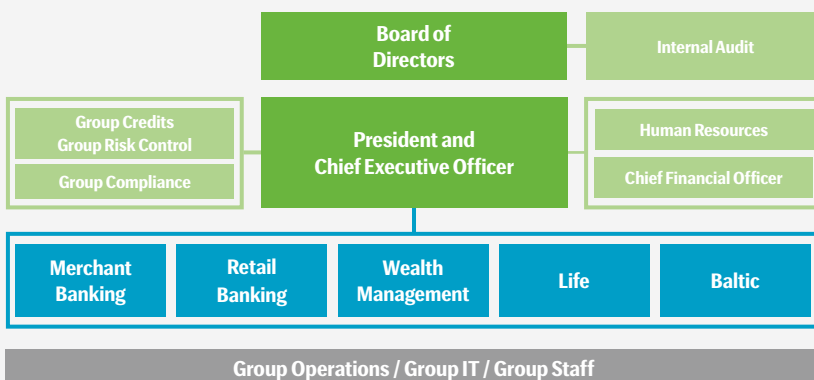 Board of
Directors
Internal Audit
Group Credits
Group Risk Control
Group Compliance
President and
Chief Executive Officer
Human Resources
Chief Financial Officer
Merchant
Banking
Retail
Banking
Wealth
Management
Life
Baltic
Group Operations / Group IT / Group Staff